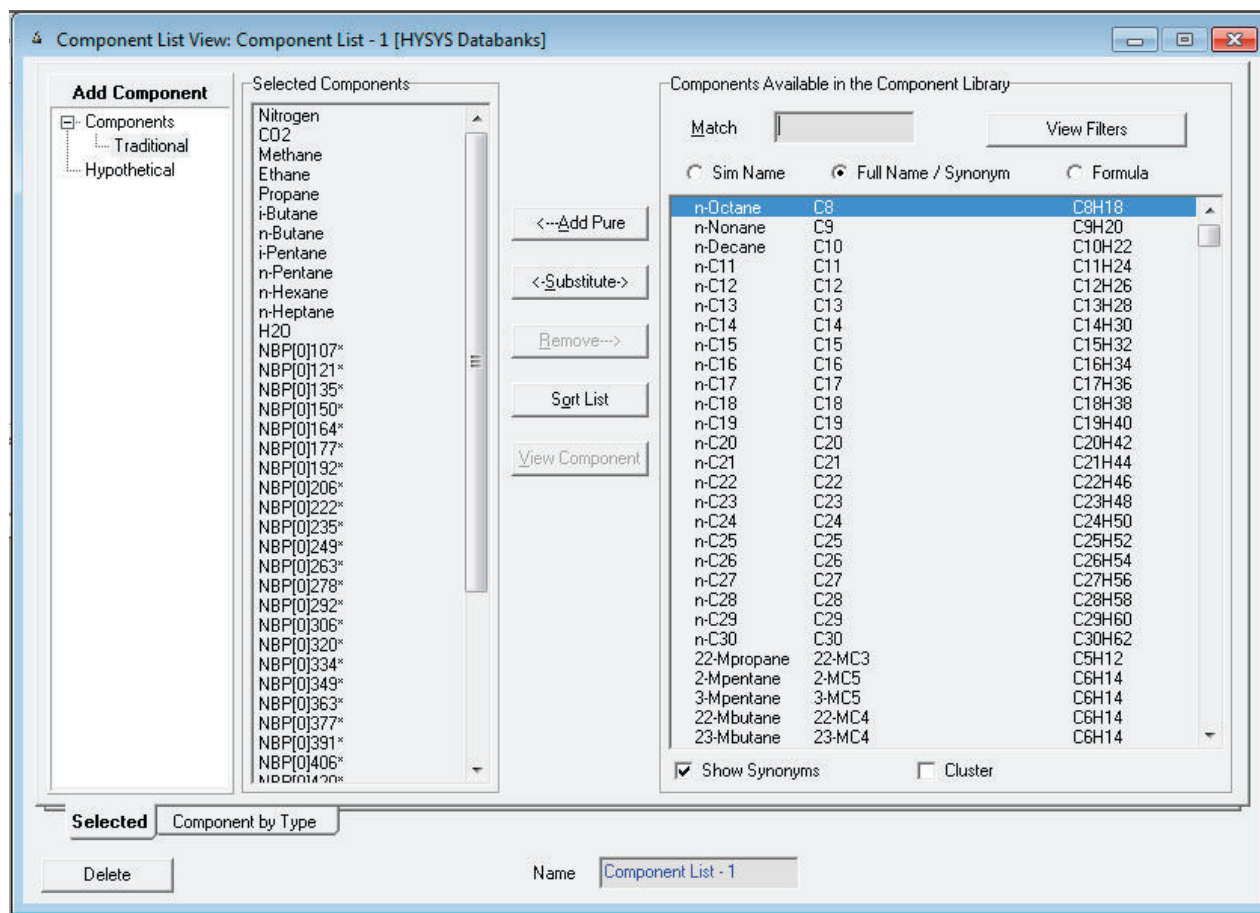 Component List View: Component List - 1 [HYSYS Databanks]
Add Component
Components
Traditional
Hypothetical
Selected Components
Nitrogen
CO2
Methane
Ethane
Propane
i-Butane
n-Butane
i-Pentane
n-Pentane
n-Hexane
n-Heptane
H2O
NBP[0]107*
NBP[0]121*
NBP[0]135*
NBP[0]150*
NBP[0]164*
NBP[0]177*
NBP[0]192*
NBP[0]206*
NBP[0]222*
NBP[0]235*
NBP[0]249*
NBP[0]263*
NBP[0]278*
NBP[0]292*
NBP[0]306*
NBP[0]320*
NBP[0]334*
NBP[0]349*
NBP[0]363*
NBP[0]377*
NBP[0]391*
NBP[0]406*
NBP[0]420*
<---Add Pure
<-Substitute->
Remove--->
Sort List
View Component
Components Available in the Component Library
Match
View Filters
Sim Name Full Name / Synonym Formula
n-Octane C8 C8H18
n-Nonane C9 C9H20
n-Decane C10 C10H22
n-C11 C11 C11H24
n-C12 C12 C12H26
n-C13 C13 C13H28
n-C14 C14 C14H30
n-C15 C15 C15H32
n-C16 C16 C16H34
n-C17 C17 C17H36
n-C18 C18 C18H38
n-C19 C19 C19H40
n-C20 C20 C20H42
n-C21 C21 C21H44
n-C22 C22 C22H46
n-C23 C23 C23H48
n-C24 C24 C24H50
n-C25 C25 C25H52
n-C26 C26 C26H54
n-C27 C27 C27H56
n-C28 C28 C28H58
n-C29 C29 C29H60
n-C30 C30 C30H62
22-Mpropane 22-MC3 C5H12
2-Mpentane 2-MC5 C6H14
3-Mpentane 3-MC5 C6H14
22-Mbutane 22-MC4 C6H14
23-Mbutane 23-MC4 C6H14
Show Synonyms Cluster
Selected Component by Type
Delete
Name Component List - 1